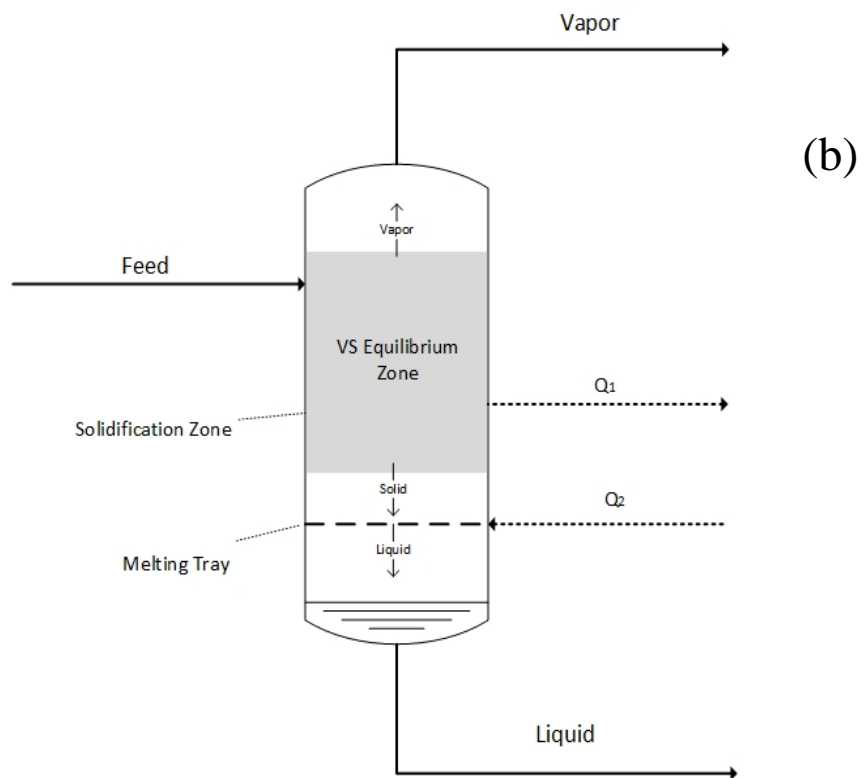 Vapor
(b)
Vapor
Feed
VS Equilibrium
Zone
Q1
Solidification Zone
Solid
Q2
Liquid
Melting Tray
Liquid